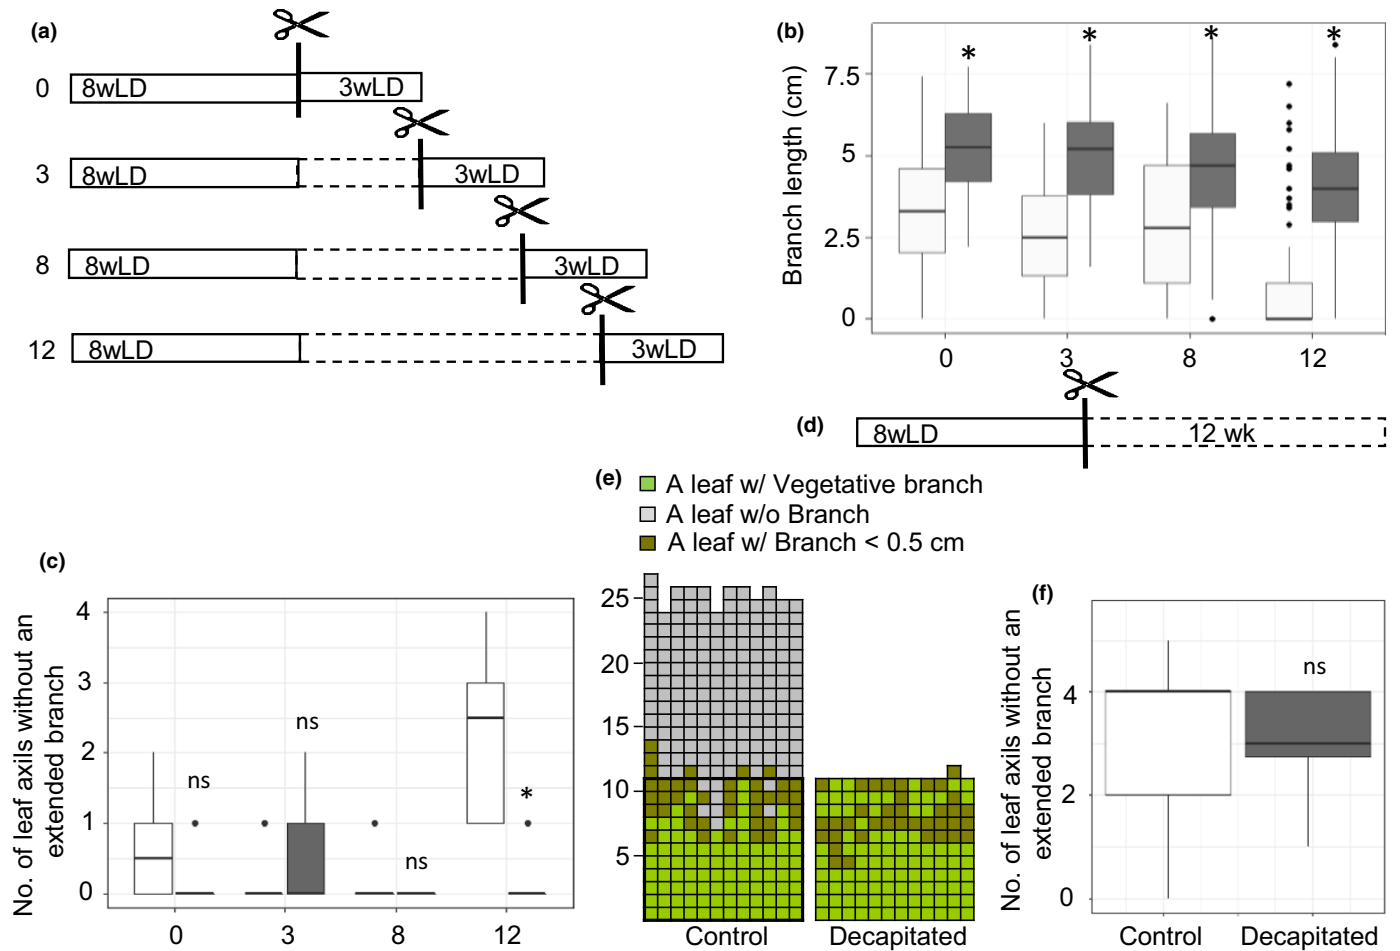 (a)
0
8wLD
3wLD
3
8wLD
3wLD
8
8wLD
3wLD
12
8wLD
3wLD
(b)
Branch length (cm)
7.5
5
2.5
0
*
*
*
*
0
3
8
12
(d)
8wLD
12 wk
(c)
No. of leaf axils without an
extended branch
4
3
2
1
0
ns
ns
ns
*
0
3
8
12
(e)
A leaf w/ Vegetative branch
A leaf w/o Branch
A leaf w/ Branch < 0.5 cm
25
20
15
10
5
Control
Decapitated
(f)
No. of leaf axils without an
extended branch
4
2
0
ns
Control
Decapitated